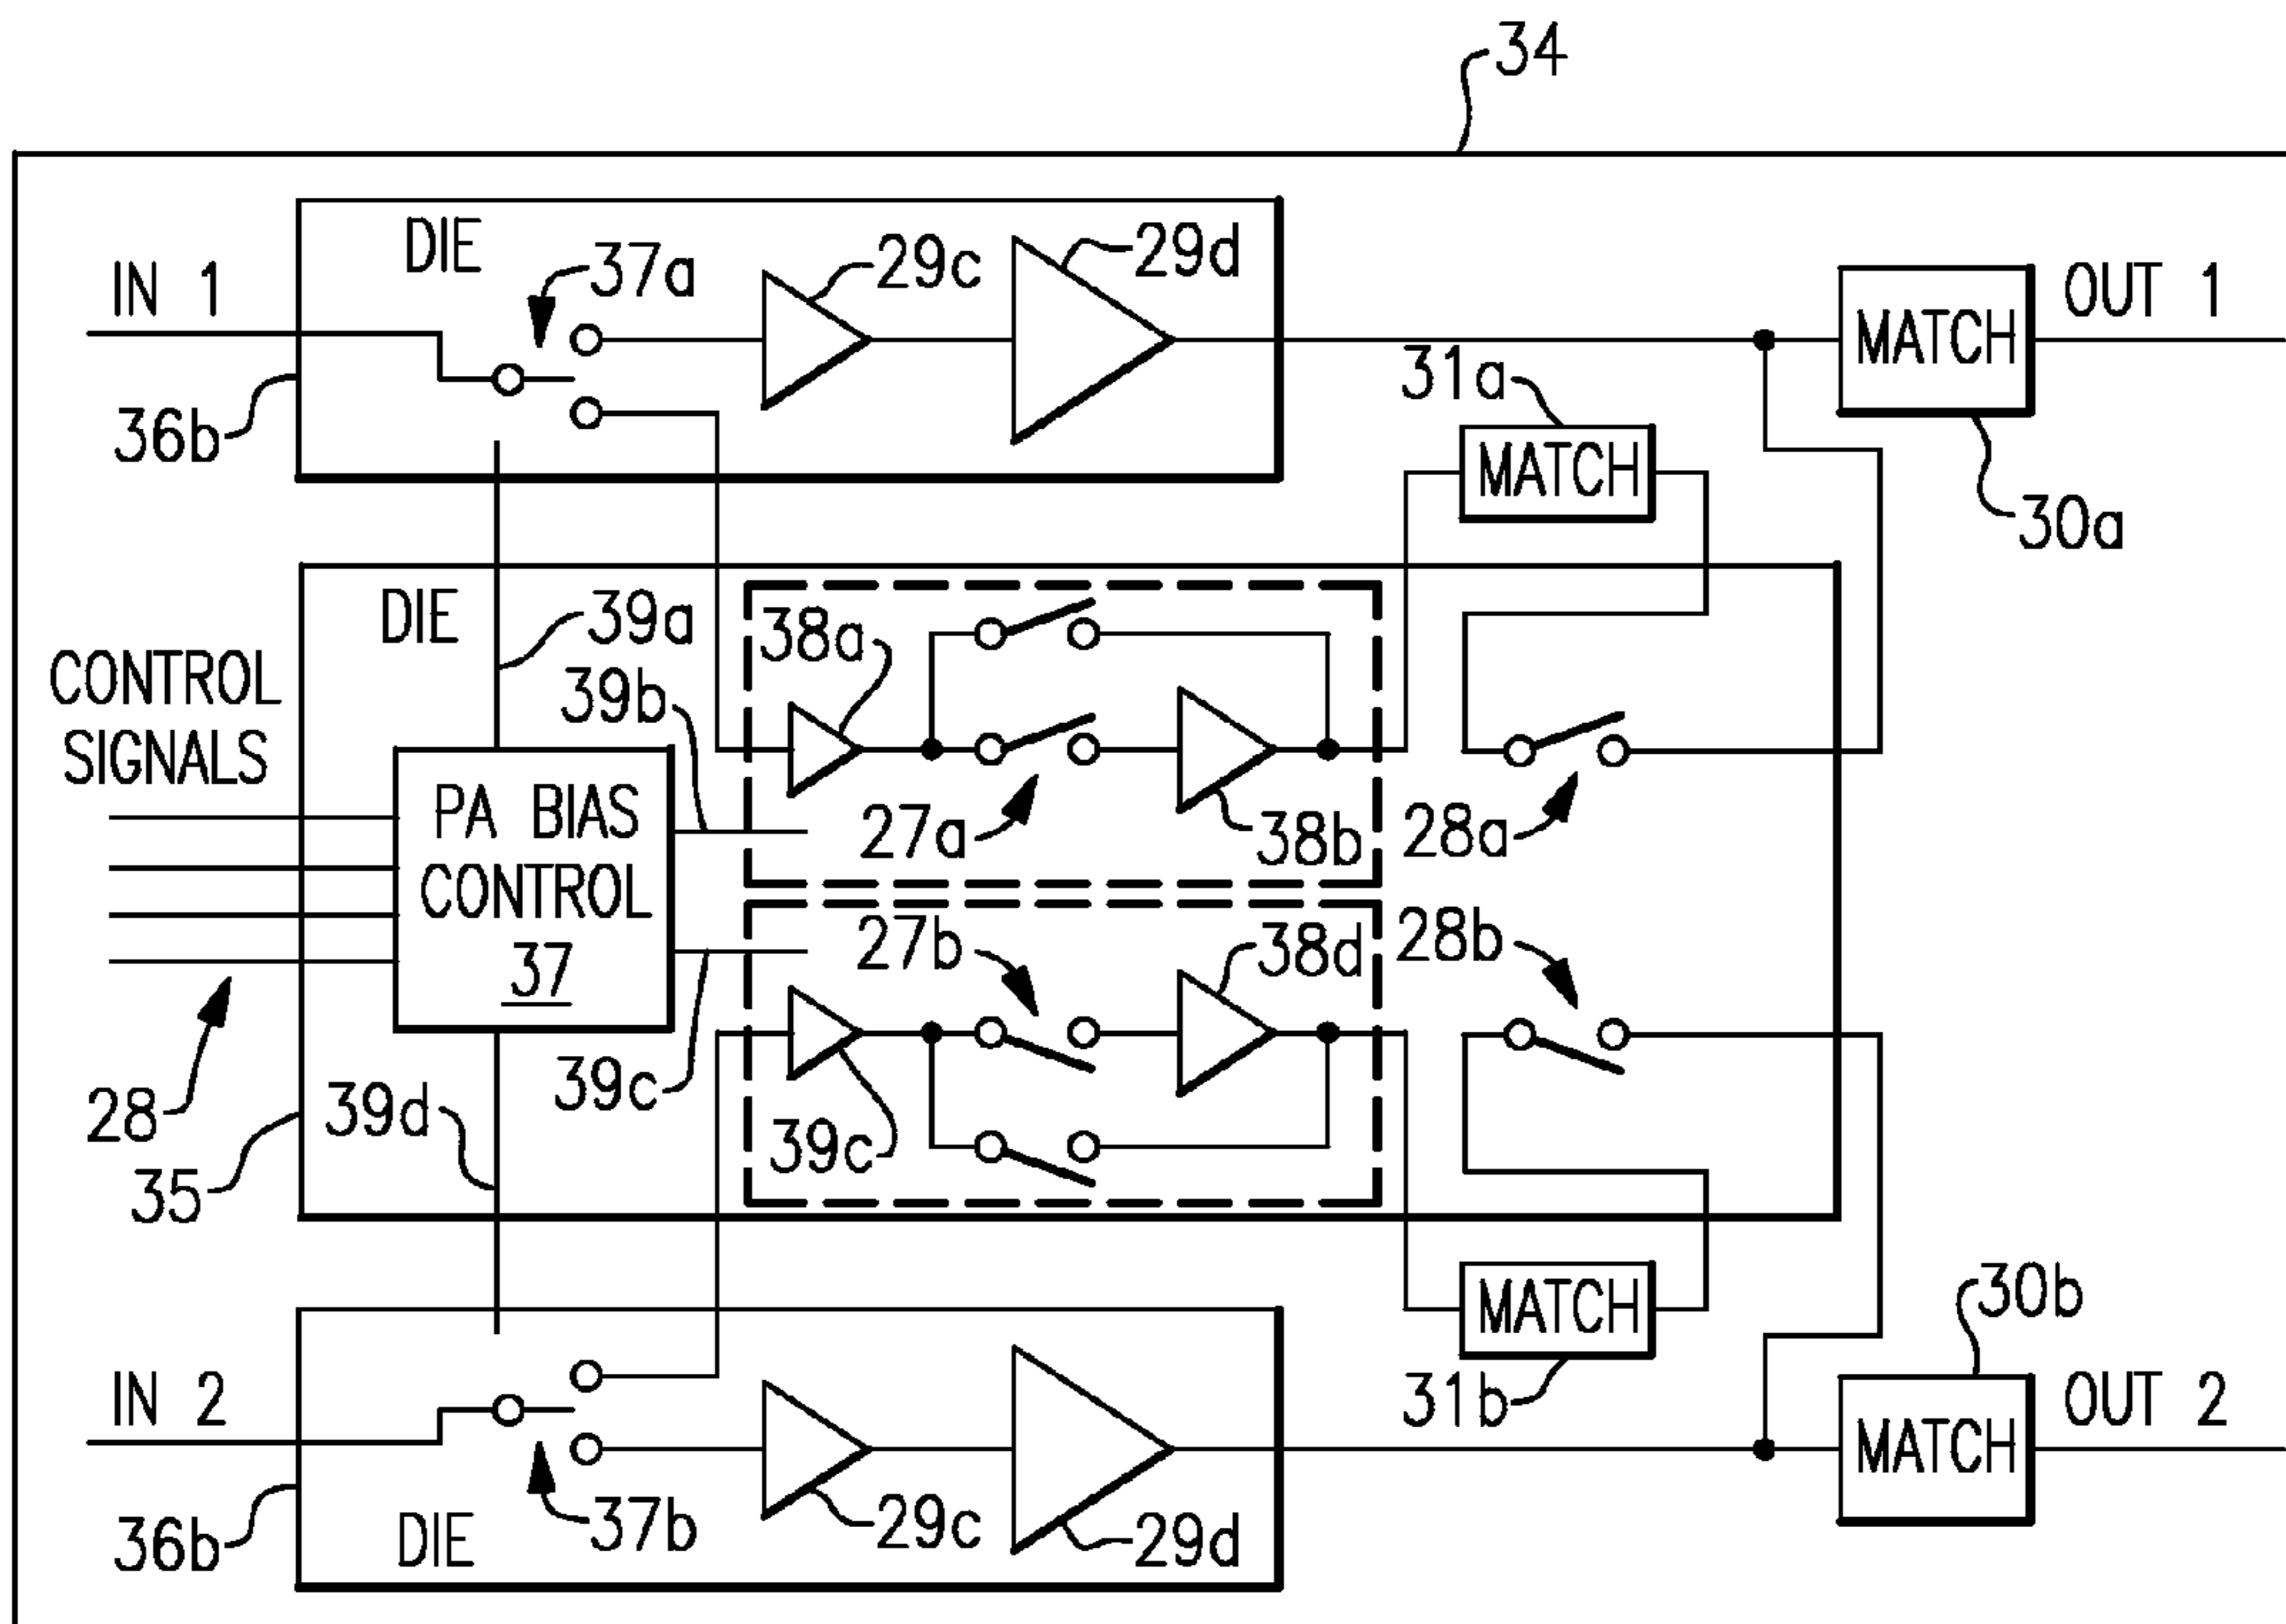 34
DIE
37a
29c
29d
IN 1
OUT 1
MATCH
31a
36b
MATCH
30a
DIE
39a
38a
CONTROL
SIGNALS
39b
PA BIAS
CONTROL
37
27a
38b
28a
27b
38d
28b
28
39d
39c
39c
35
MATCH
30b
IN 2
31b
OUT 2
MATCH
36b
DIE
37b
29c
29d